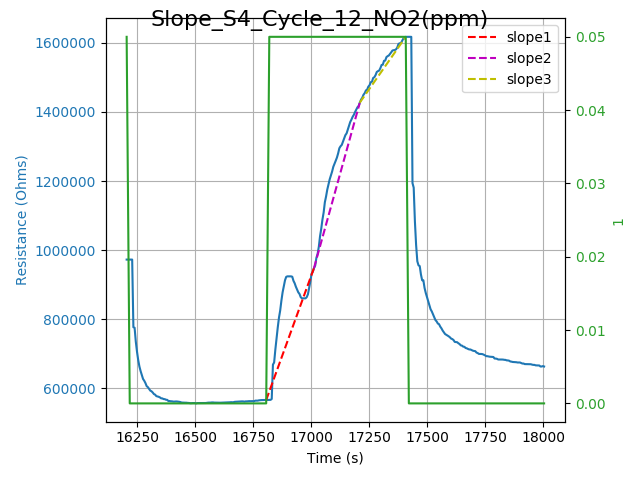 Slope_S4_Cycle_12_NO2(ppm)
slope1
slope2
slope3
1600000
1400000
1200000
1000000
800000
600000
Resistance (Ohms)
0.05
0.04
0.03
0.02
0.01
0.00
1
16250 16500 16750 17000 17250 17500 17750 18000
Time (s)